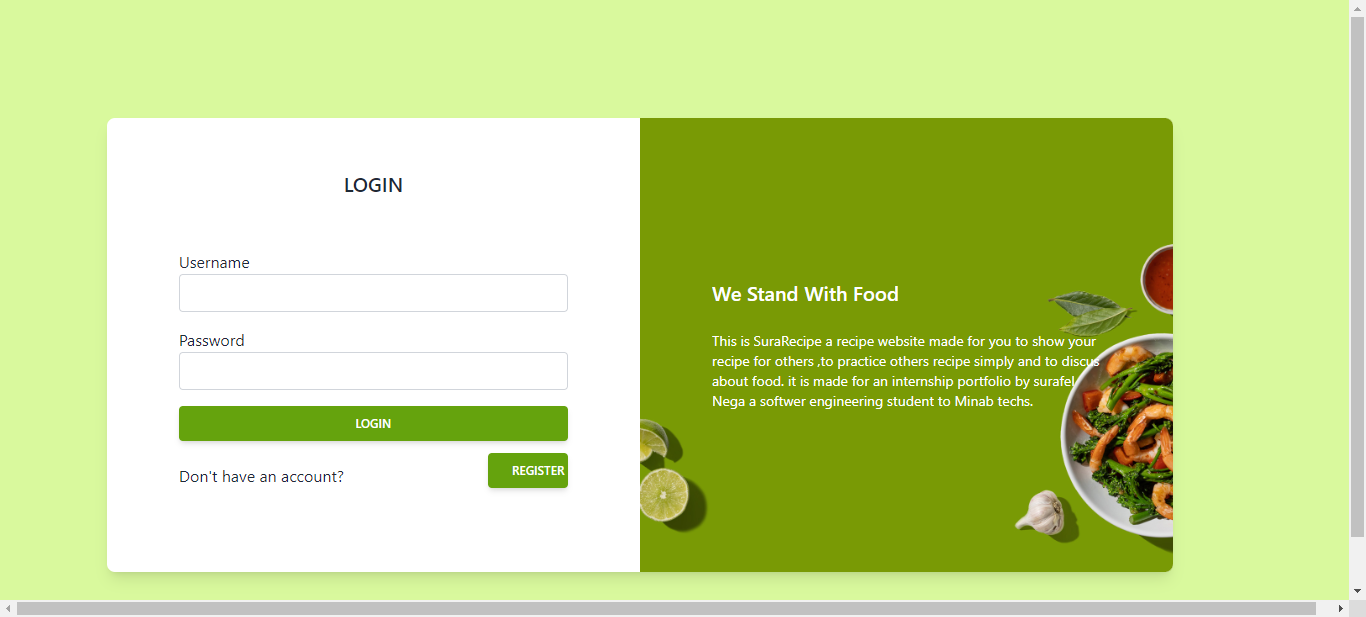 LOGIN
Username
Password
LOGIN
Don't have an account?
REGISTER
We Stand With Food
This is SuraRecipe a recipe website made for you to show your
recipe for others ,to practice others recipe simply and to discus
about food. it is made for an internship portfolio by surafel
Nega a softwer engineering student to Minab techs.